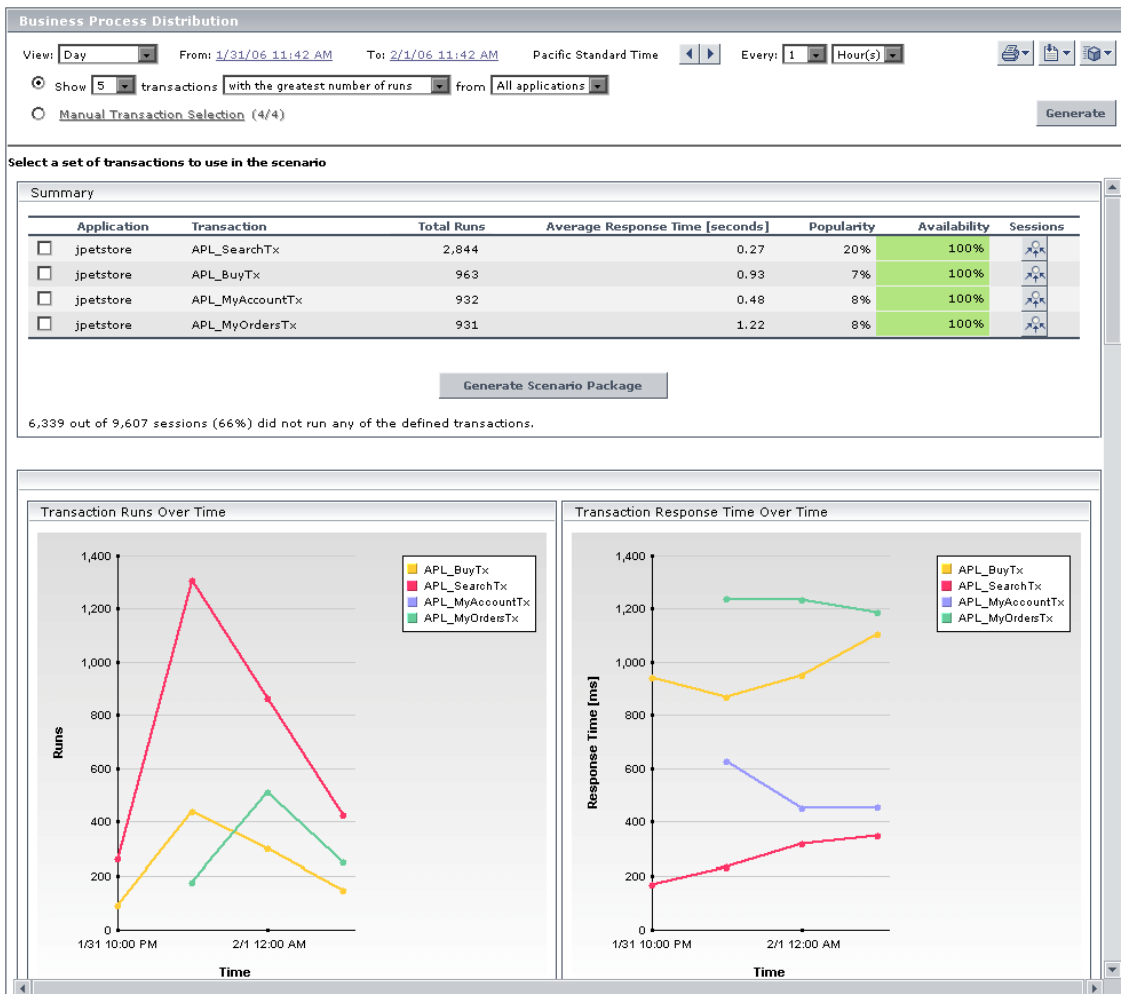 Business Process Distribution
View: Day From: 1/31/06 11:42 AM To: 2/1/06 11:42 AM Pacific Standard Time Every: 1 Hour(s)
Show 5 transactions with the greatest number of runs from All applications
Manual Transaction Selection (4/4)
Generate
Select a set of transactions to use in the scenario
Summary
Application Transaction Total Runs Average Response Time [seconds] Popularity Availability Sessions
jpetstore APL_SearchTx 2,844 0.27 20% 100%
jpetstore APL_BuyTx 963 0.93 7% 100%
jpetstore APL_MyAccountTx 932 0.48 8% 100%
jpetstore APL_MyOrdersTx 931 1.22 8% 100%
Generate Scenario Package
6,339 out of 9,607 sessions (66%) did not run any of the defined transactions.
Transaction Runs Over Time
1,400
1,200
1,000
800
600
400
200
0
Runs
1/31 10:00 PM 2/1 12:00 AM
Time
APL_BuyTx
APL_SearchTx
APL_MyAccountTx
APL_MyOrdersTx
Transaction Response Time Over Time
1,400
1,200
1,000
800
600
400
200
0
Response Time [ms]
1/31 10:00 PM 2/1 12:00 AM
Time
APL_BuyTx
APL_SearchTx
APL_MyAccountTx
APL_MyOrdersTx